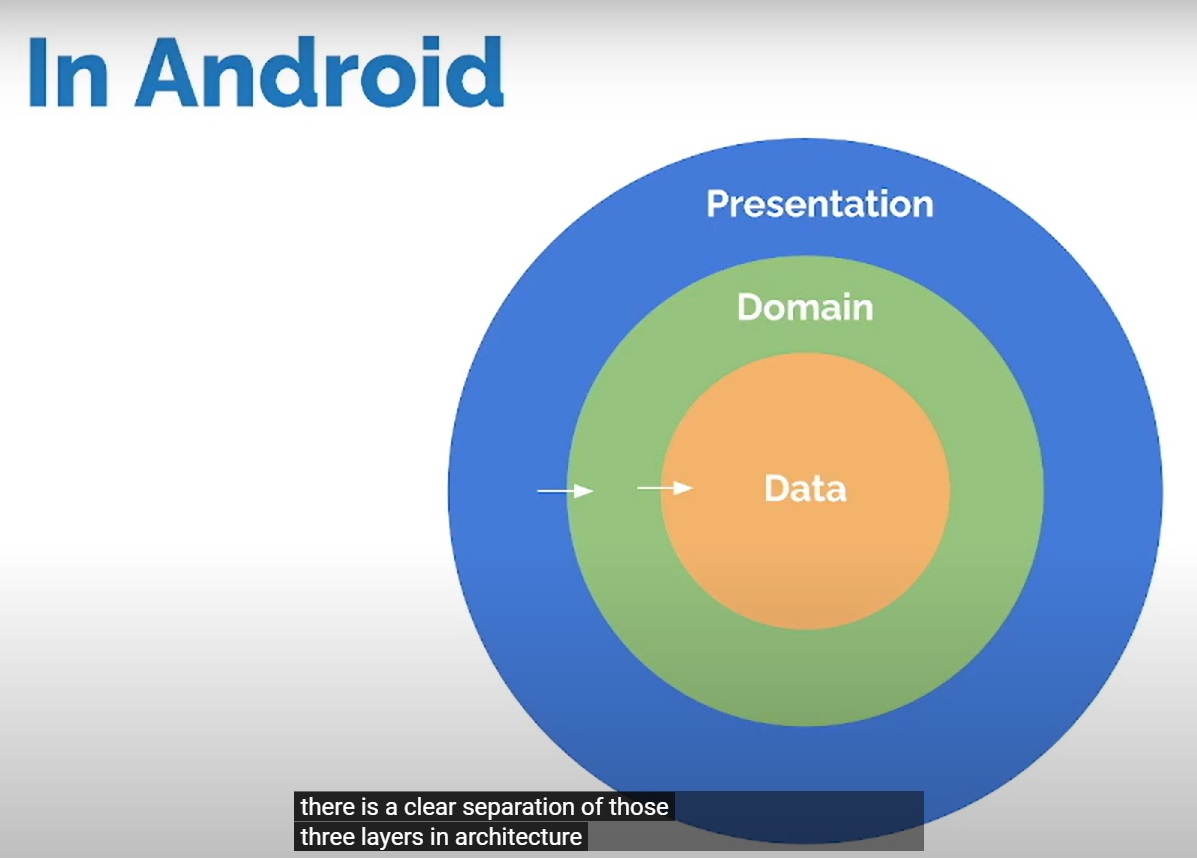 In Android
Presentation
Domain
Data
there is a clear separation of those
three layers in architecture